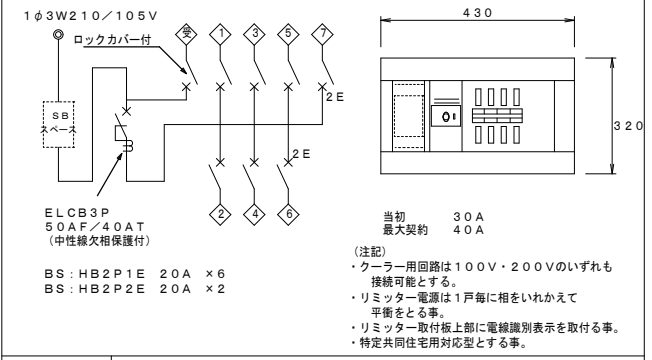 １φ３Ｗ２１０／１０５Ｖ
ロックカバー付
受
1
3
5
7
２Ｅ
ＳＢ
スペース
２Ｅ
2
4
6
ＥＬＣＢ３Ｐ
５０ＡＦ／４０ＡＴ
（中性線欠相保護付）
ＢＳ：ＨＢ２Ｐ１Ｅ　２０Ａ　×６
ＢＳ：ＨＢ２Ｐ２Ｅ　２０Ａ　×２
４３０
３２０
当初　３０Ａ
最大契約　４０Ａ
（注記）
・クーラー用回路は１００Ｖ・２００Ｖのいずれも
接続可能とする。
・リミッター電源は１戸毎に相をいれかえて
平衡をとる事。
・リミッター取付板上部に電線識別表示を取付る事。
・特定共同住宅用対応型とする事。